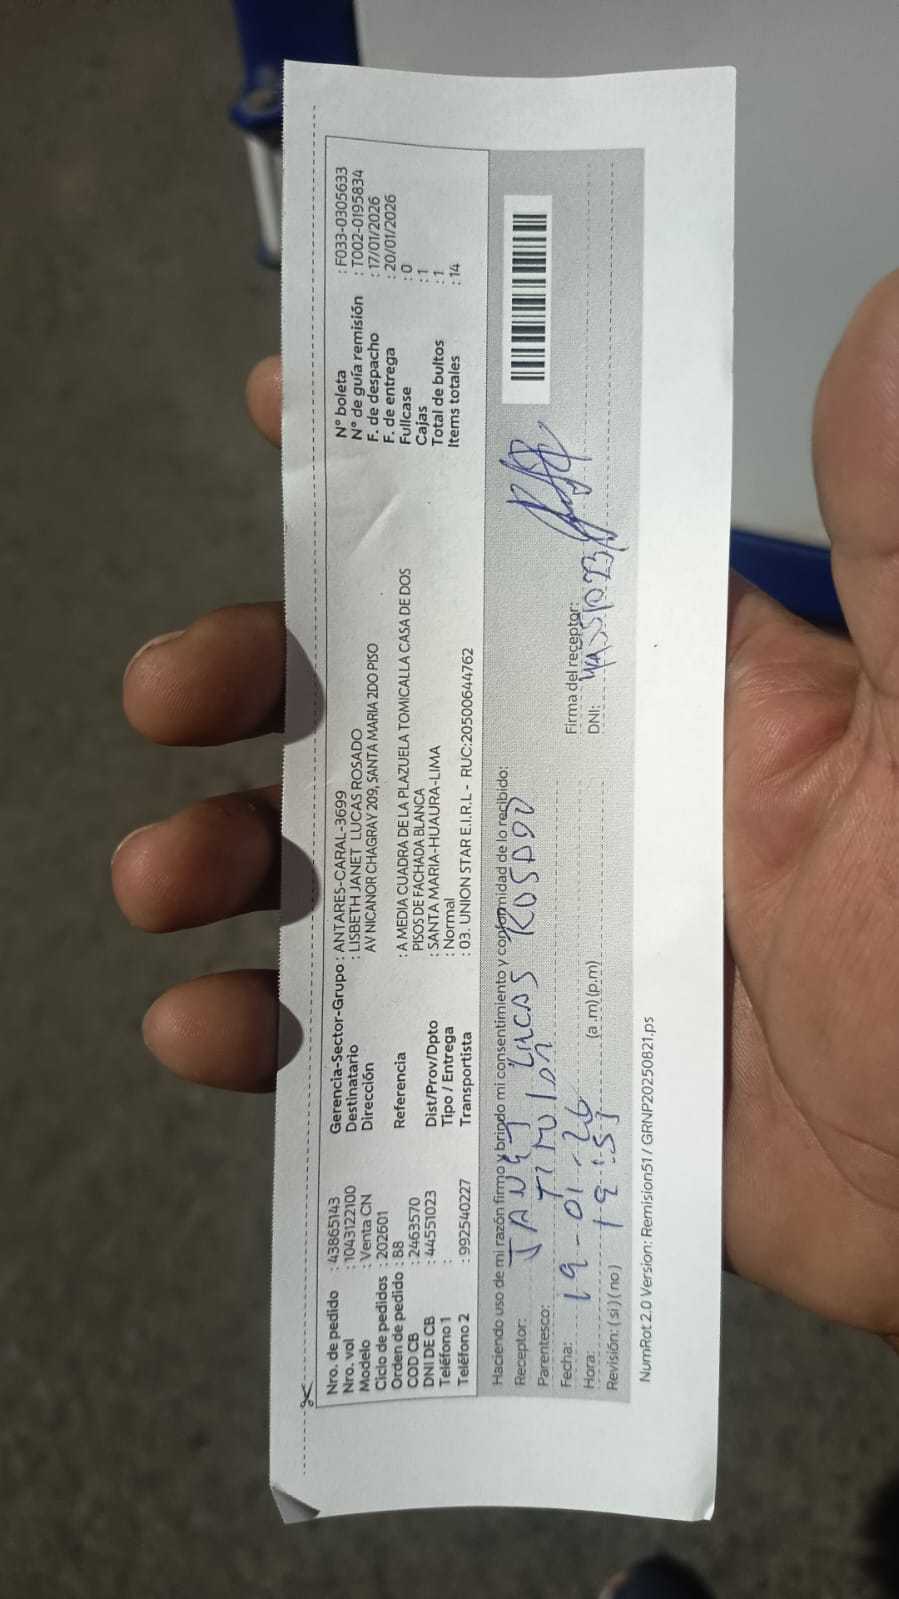 Nro. de pedido : 43865143
Nro. vol : 1043122100
Modelo : Venta CN
Ciclo de pedidos : 202601
Orden de pedido : 88
COD CB : 2463570
DNI DE CB : 44551023
Teléfono 1 :
Teléfono 2 : 992540227
Gerencia-Sector-Grupo : ANTARES-CARAL-3699
Destinatario : LISBETH JANET LUCAS ROSADO
Dirección AV NICANOR CHAGRAY 209, SANTA MARIA 2DO PISO
Referencia : A MEDIA CUADRA DE LA PLAZUELA TOMICALLA CASA DE DOS
PISOS DE FACHADA BLANCA
Dist/Prov/Dpto : SANTA MARIA-HUAURA-LIMA
Tipo / Entrega : Normal
Transportista : 03. UNION STAR E.I.R.L - RUC:20500644762
N° boleta : F033-0305633
N° de guía remisión : T002-0195834
F. de despacho : 17/01/2026
F. de entrega : 20/01/2026
Fullcase : 0
Cajas : 1
Total de bultos : 1
Items totales : 14
Haciendo uso de mi razón firmo y brindo mi consentimiento y conformidad de lo recibido:
Receptor: JANET LUCAS ROSADO
Parentesco:
Fecha: 19-01-26
Hora: 19:51 (a .m) (p.m)
Revisión: ( si ) ( no )
Firma del receptor:
DNI:
NumRot 2.0 Version: Remision51 / GRNP20250821.ps